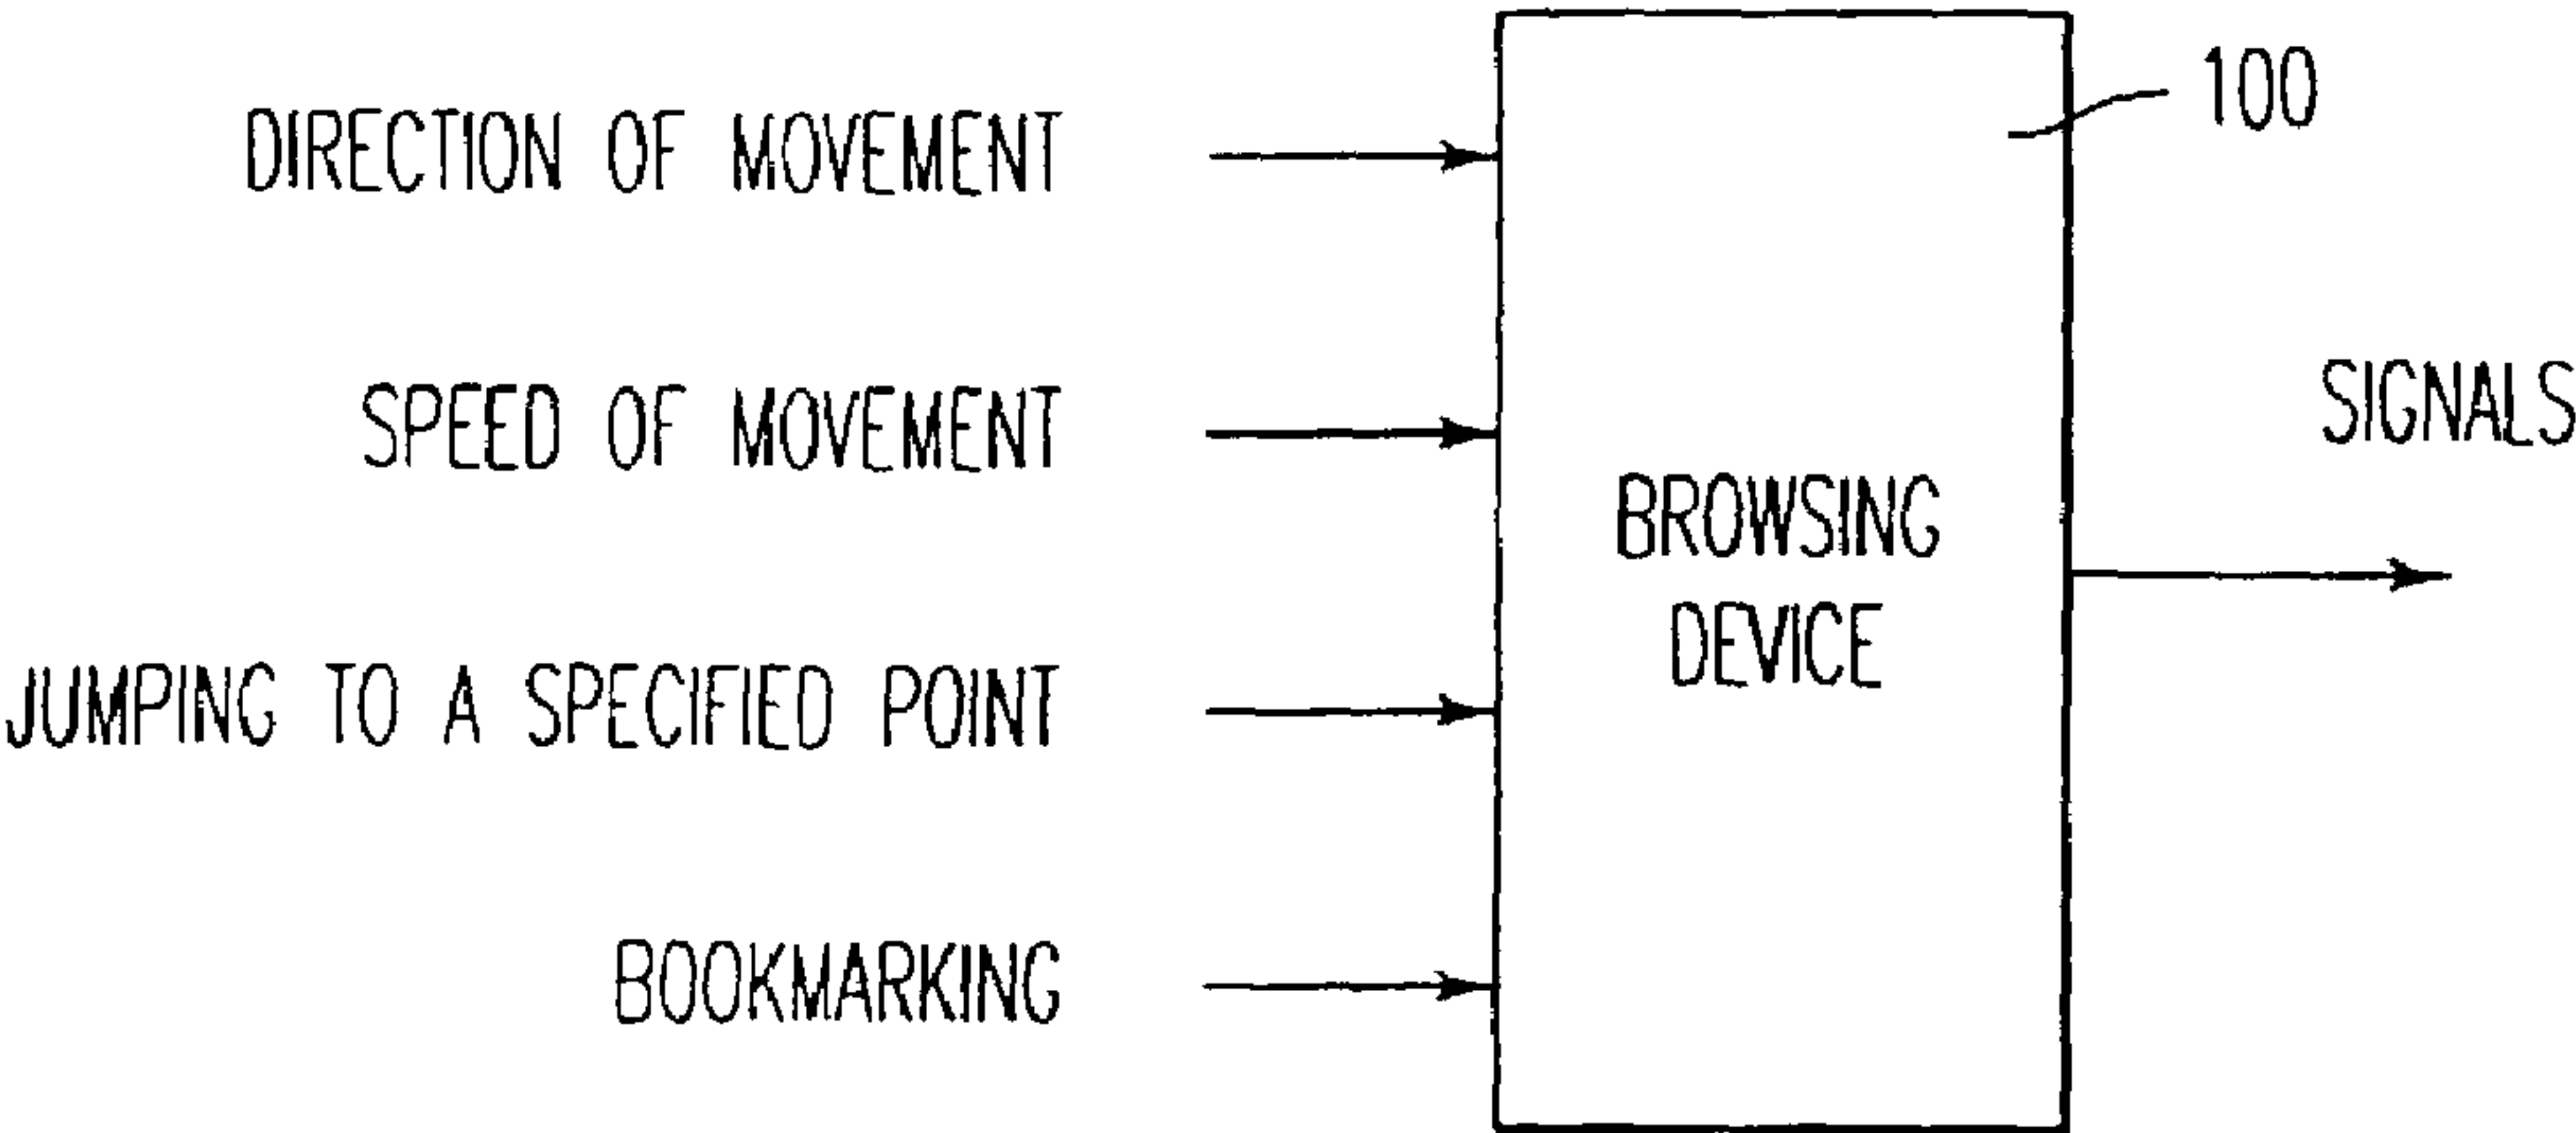 DIRECTION OF MOVEMENT
100
SPEED OF MOVEMENT
SIGNALS
BROWSING
DEVICE
JUMPING TO A SPECIFIED POINT
BOOKMARKING